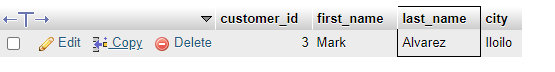 customer_id first_name last_name city
Edit Copy Delete 3 Mark Alvarez Iloilo